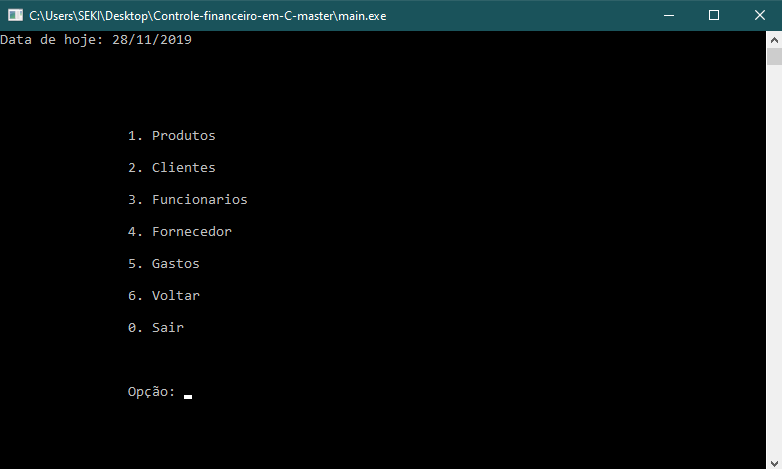 C:\Users\SEKI\Desktop\Controle-financeiro-em-C-master\main.exe
Data de hoje: 28/11/2019
1. Produtos
2. Clientes
3. Funcionarios
4. Fornecedor
5. Gastos
6. Voltar
0. Sair
Opção: